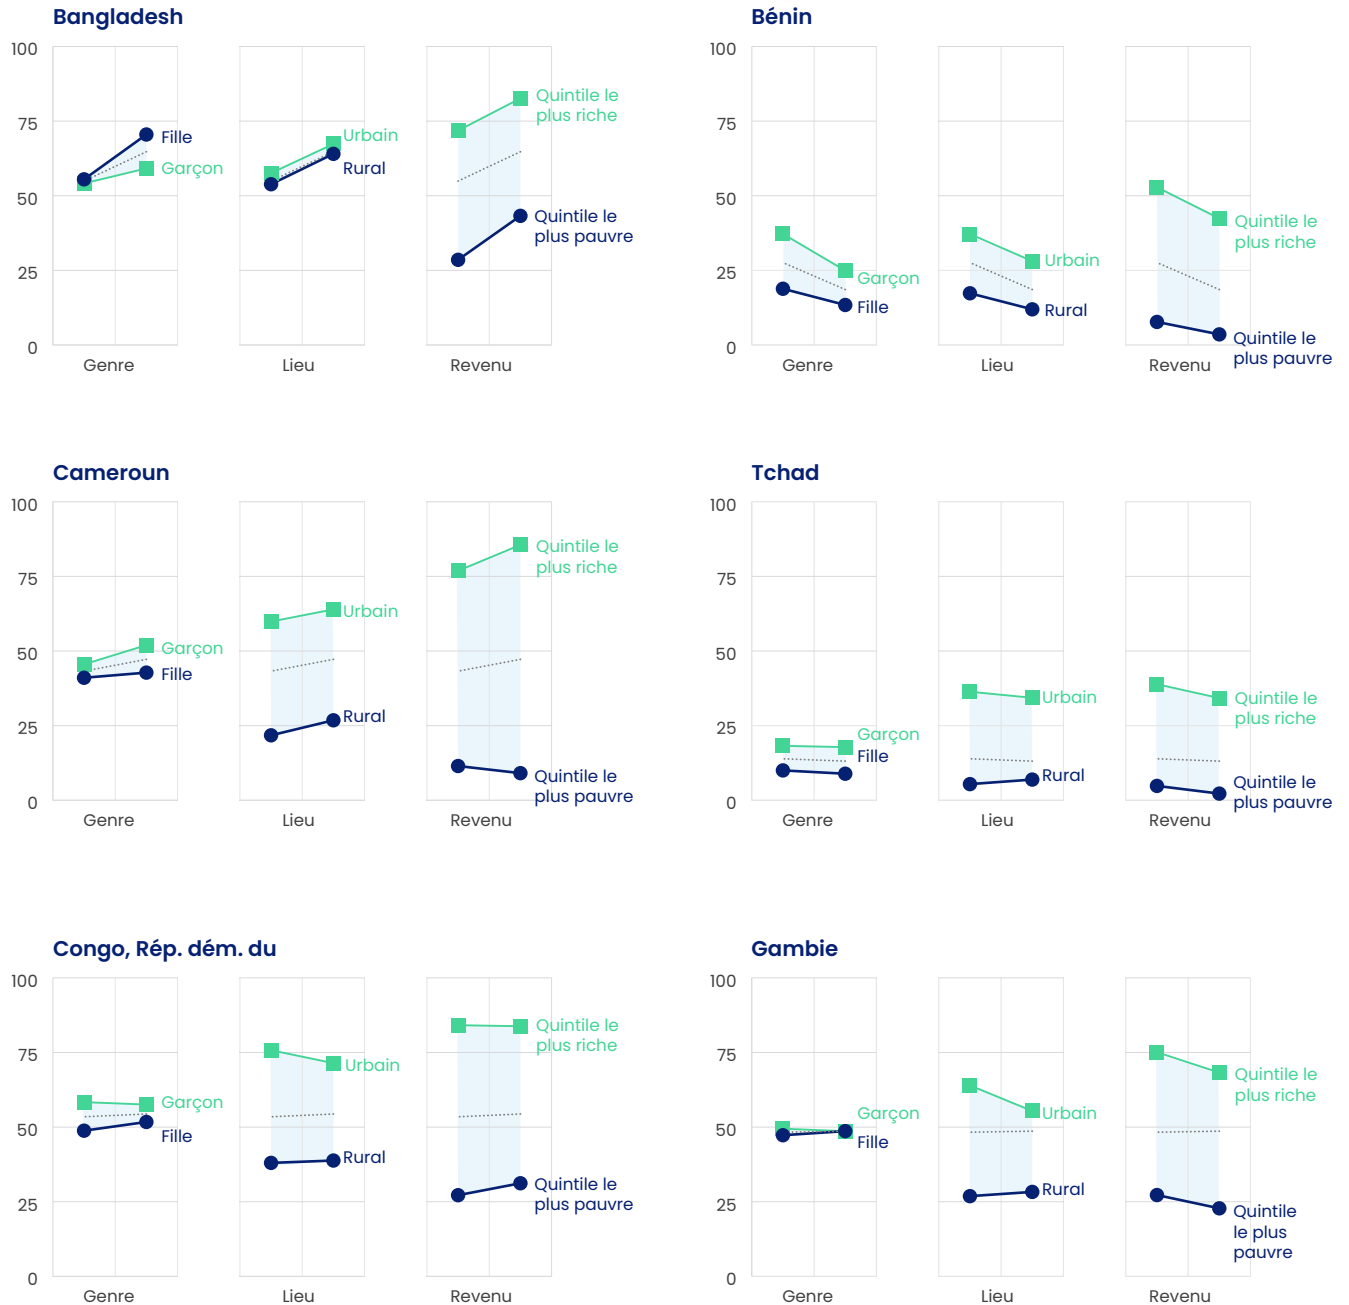 Bangladesh
100
75
50
25
0
Fille
Garçon
Genre
Urbain
Rural
Lieu
Quintile le
plus riche
Quintile le
plus pauvre
Revenu
Bénin
100
75
50
25
0
Garçon
Fille
Genre
Urbain
Rural
Lieu
Quintile le
plus riche
Quintile le
plus pauvre
Revenu
Cameroun
100
75
50
25
0
Garçon
Fille
Genre
Urbain
Rural
Lieu
Quintile le
plus riche
Quintile le
plus pauvre
Revenu
Tchad
100
75
50
25
0
Garçon
Fille
Genre
Urbain
Rural
Lieu
Quintile le
plus riche
Quintile le
plus pauvre
Revenu
Congo, Rép. dém. du
100
75
50
25
0
Garçon
Fille
Genre
Urbain
Rural
Lieu
Quintile le
plus riche
Quintile le
plus pauvre
Revenu
Gambie
100
75
50
25
0
Garçon
Fille
Genre
Urbain
Rural
Lieu
Quintile le
plus riche
Quintile
le plus
pauvre
Revenu